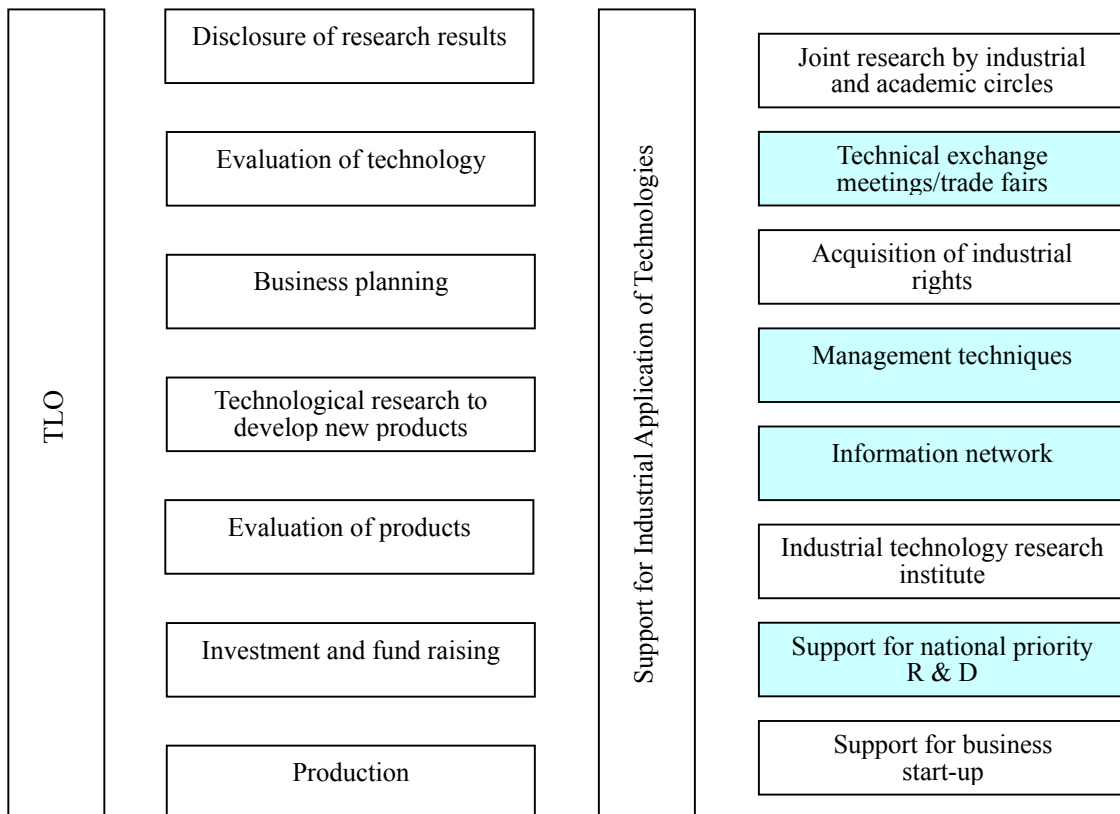 TLO
Disclosure of research results
Evaluation of technology
Business planning
Technological research to
develop new products
Evaluation of products
Investment and fund raising
Production
Support for Industrial Application of Technologies
Joint research by industrial
and academic circles
Technical exchange
meetings/trade fairs
Acquisition of industrial
rights
Management techniques
Information network
Industrial technology research
institute
Support for national priority
R & D
Support for business
start-up